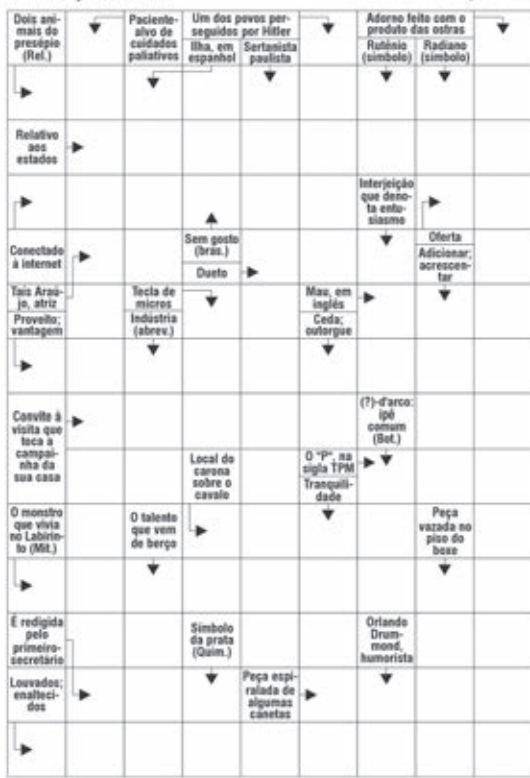 Dois ani-
mais do
presépio
(Rel.)
Paciente-
alvo de
cuidados
paliativos
Um dos povos per-
seguidos por Hitler
Ilha, em
espanhol
Sertanista
paulista
Adorno feito com o
produto das ostras
Rutênio
(símbolo)
Radiano
(símbolo)
Relativo
aos
estados
Interjeição
que deno-
ta entu-
siasmo
Conectado
à internet
Sem gosto
(bras.)
Dueto
Oferta
Adicionar;
acrescen-
tar
Taís Araú-
jo, atriz
Proveito;
vantagem
Tecla de
micros
Indústria
(abrev.)
Mau, em
inglês
Ceda;
outorgue
Convite à
visita que
toca a
campai-
nha da
sua casa
(?)-d'arco:
ipê
comum
(Bot.)
Local do
carona
sobre o
cavalo
O "P", na
sigla TPM
Tranquili-
dade
O monstro
que vivia
no Labirin-
to (Mit.)
O talento
que vem
de berço
Peça
vazada no
piso do
boxe
É redigida
pelo
primeiro-
secretário
Símbolo
da prata
(Quím.)
Orlando
Drum-
mond,
humorista
Louvados;
enalteci-
dos
Peça espi-
ralada de
algumas
canetas